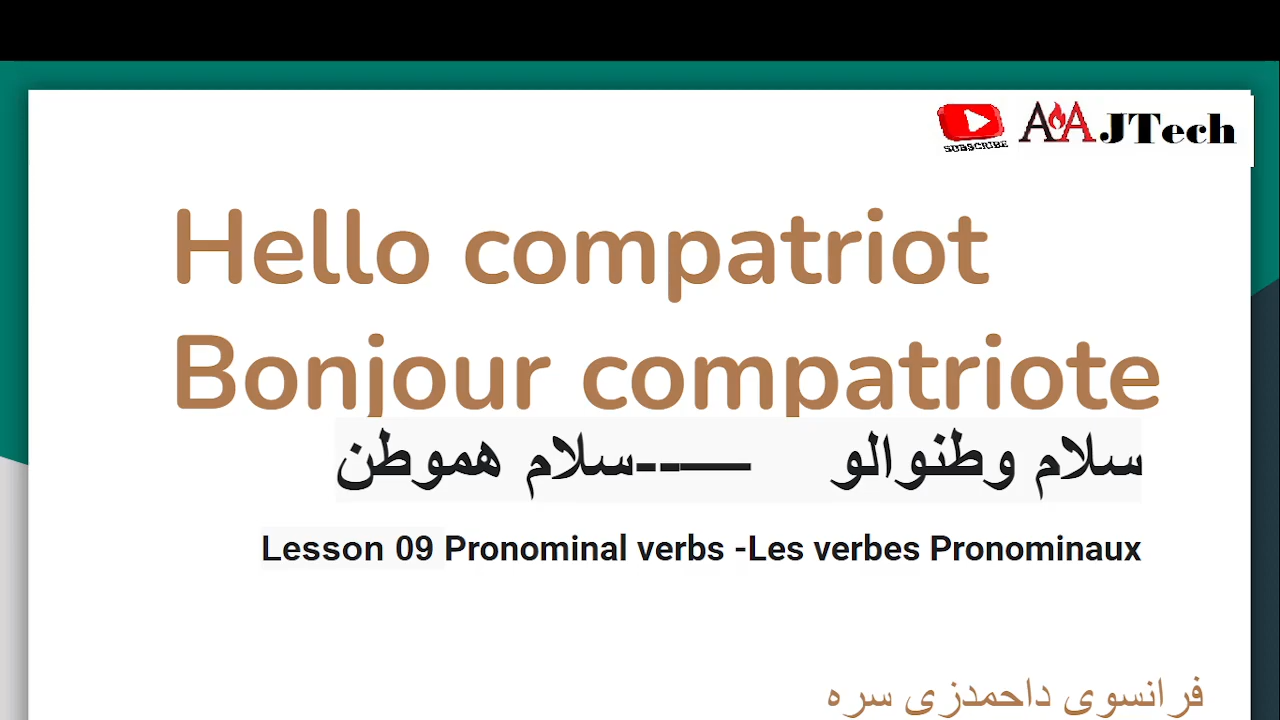 SUBSCRIBE AAJTech
Hello compatriot
Bonjour compatriote
سلام وطنوالو —--سلام هموطن
Lesson 09 Pronominal verbs -Les verbes Pronominaux
فرانسوی داحمدزی سره